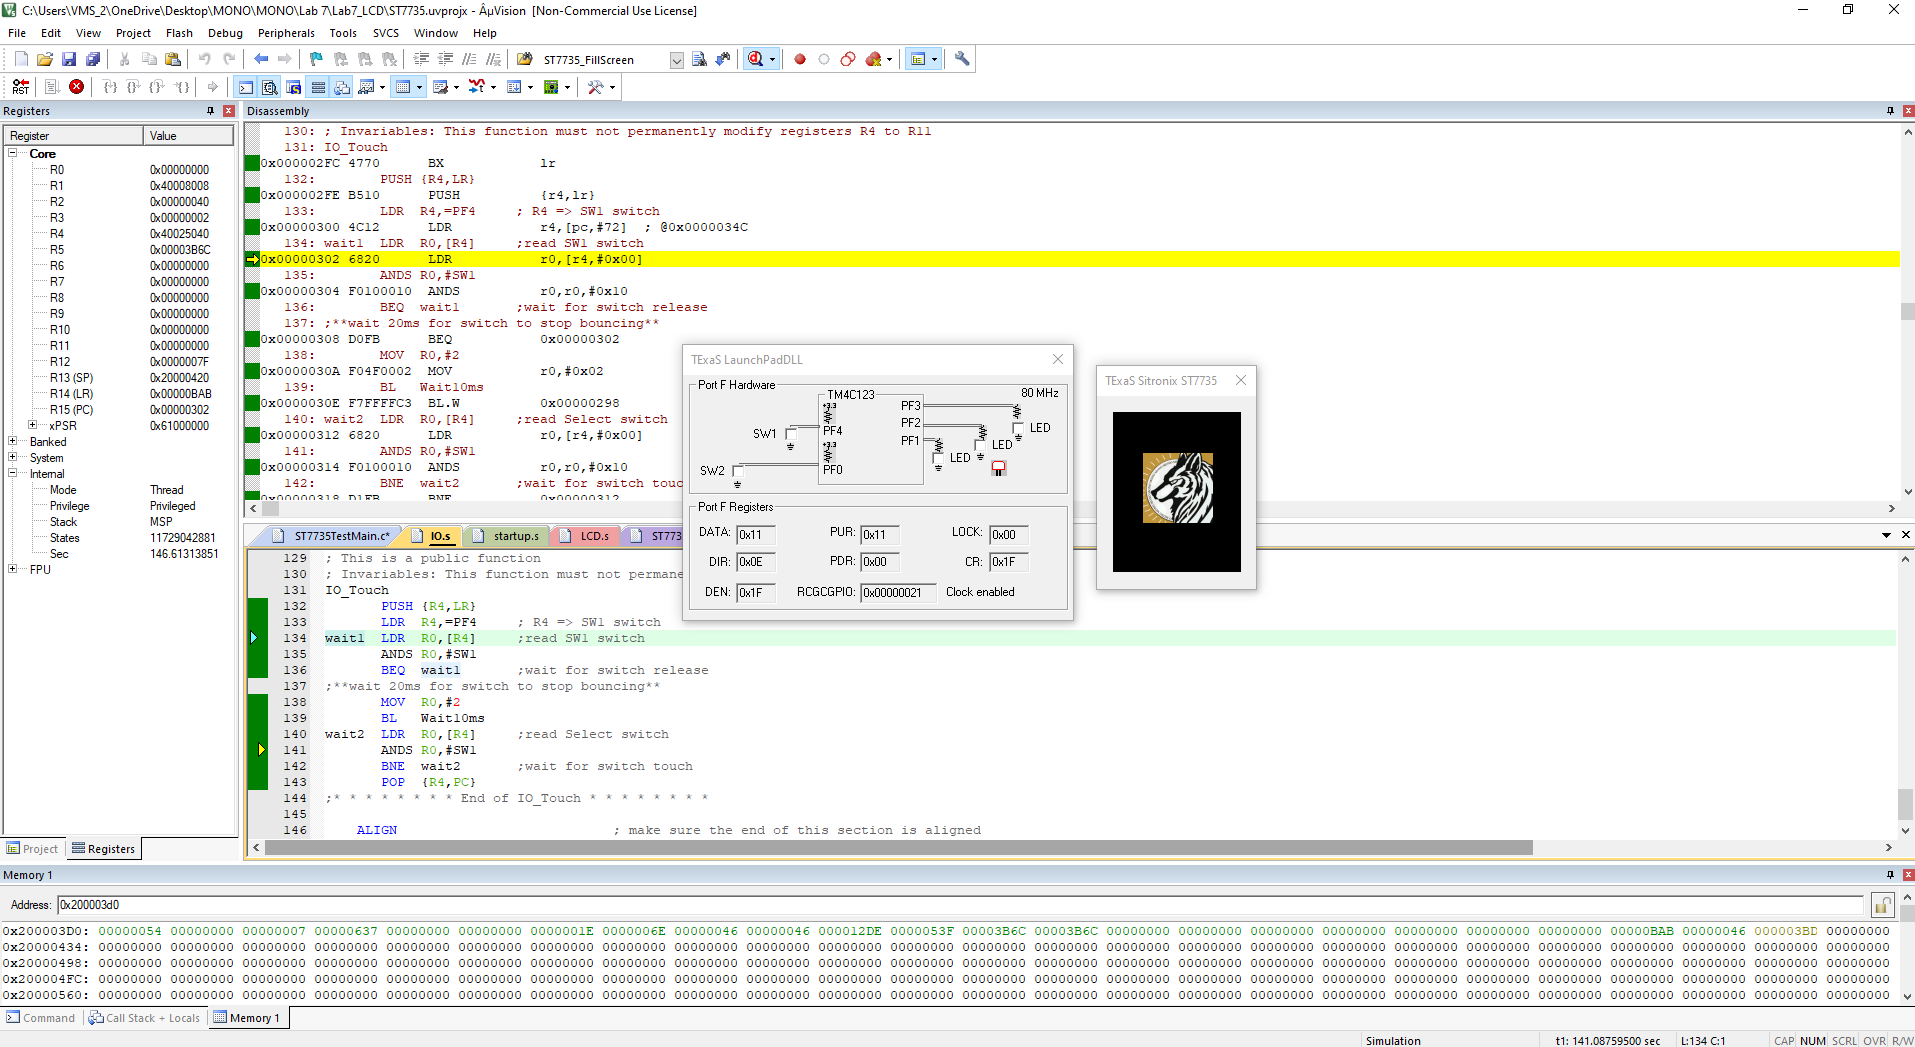 C:\Users\VMS_2\OneDrive\Desktop\MONO\MONO\Lab 7\Lab7_LCD\ST7735.uvprojx - ÂµVision [Non-Commercial Use License]
File Edit View Project Flash Debug Peripherals Tools SVCS Window Help
ST7735_FillScreen
RST
Registers
Register Value
Core
R0 0x00000000
R1 0x40008008
R2 0x00000040
R3 0x00000002
R4 0x40025040
R5 0x00003B6C
R6 0x00000000
R7 0x00000000
R8 0x00000000
R9 0x00000000
R10 0x00000000
R11 0x00000000
R12 0x0000007F
R13 (SP) 0x20000420
R14 (LR) 0x00000BAB
R15 (PC) 0x00000302
xPSR 0x61000000
Banked
System
Internal
Mode Thread
Privilege Privileged
Stack MSP
States 11729042881
Sec 146.61313851
FPU
Project Registers
Disassembly
130: ; Invariables: This function must not permanently modify registers R4 to R11
131: IO_Touch
0x000002FC 4770 BX lr
132: PUSH {R4,LR}
0x000002FE B510 PUSH {r4,lr}
133: LDR R4,=PF4 ; R4 => SW1 switch
0x00000300 4C12 LDR r4,[pc,#72] ; @0x0000034C
134: wait1 LDR R0,[R4] ;read SW1 switch
0x00000302 6820 LDR r0,[r4,#0x00]
135: ANDS R0,#SW1
0x00000304 F0100010 ANDS r0,r0,#0x10
136: BEQ wait1 ;wait for switch release
137: ;**wait 20ms for switch to stop bouncing**
0x00000308 D0FB BEQ 0x00000302
138: MOV R0,#2
0x0000030A F04F0002 MOV r0,#0x02
139: BL Wait10ms
0x0000030E F7FFFFC3 BL.W 0x00000298
140: wait2 LDR R0,[R4] ;read Select switch
0x00000312 6820 LDR r0,[r4,#0x00]
141: ANDS R0,#SW1
0x00000314 F0100010 ANDS r0,r0,#0x10
142: BNE wait2 ;wait for switch touc
0x00000318 D1FB BNE 0x00000312
ST7735TestMain.c* IO.s startup.s LCD.s ST773
129 ; This is a public function
130 ; Invariables: This function must not permane
131 IO_Touch
132 PUSH {R4,LR}
133 LDR R4,=PF4 ; R4 => SW1 switch
134 wait1 LDR R0,[R4] ;read SW1 switch
135 ANDS R0,#SW1
136 BEQ wait1 ;wait for switch release
137 ;**wait 20ms for switch to stop bouncing**
138 MOV R0,#2
139 BL Wait10ms
140 wait2 LDR R0,[R4] ;read Select switch
141 ANDS R0,#SW1
142 BNE wait2 ;wait for switch touch
143 POP {R4,PC}
144 ;* * * * * * * * End of IO_Touch * * * * * * * *
145
146 ALIGN ; make sure the end of this section is aligned
TExaS LaunchPadDLL
Port F Hardware
TM4C123 80 MHz
+3.3 PF3
PF2 LED
SW1 PF4 PF1 LED
+3.3 LED
SW2 PF0
Port F Registers
DATA: 0x11 PUR: 0x11 LOCK: 0x00
DIR: 0x0E PDR: 0x00 CR: 0x1F
DEN: 0x1F RCGCGPIO: 0x00000021 Clock enabled
TExaS Sitronix ST7735
Memory 1
Address: 0x200003d0
0x200003D0: 00000054 00000000 00000007 00000637 00000000 00000000 0000001E 0000006E 00000046 00000046 000012DE 0000053F 00003B6C 00003B6C 00000000 00000000 00000000 00000000 00000000 00000000 00000000 00000BAB 00000046 000003BD 00000000
0x20000434: 00000000 00000000 00000000 00000000 00000000 00000000 00000000 00000000 00000000 00000000 00000000 00000000 00000000 00000000 00000000 00000000 00000000 00000000 00000000 00000000 00000000 00000000 00000000 00000000 00000000
0x20000498: 00000000 00000000 00000000 00000000 00000000 00000000 00000000 00000000 00000000 00000000 00000000 00000000 00000000 00000000 00000000 00000000 00000000 00000000 00000000 00000000 00000000 00000000 00000000 00000000 00000000
0x200004FC: 00000000 00000000 00000000 00000000 00000000 00000000 00000000 00000000 00000000 00000000 00000000 00000000 00000000 00000000 00000000 00000000 00000000 00000000 00000000 00000000 00000000 00000000 00000000 00000000 00000000
0x20000560: 00000000 00000000 00000000 00000000 00000000 00000000 00000000 00000000 00000000 00000000 00000000 00000000 00000000 00000000 00000000 00000000 00000000 00000000 00000000 00000000 00000000 00000000 00000000 00000000 00000000
Command Call Stack + Locals Memory 1
Simulation t1: 141.08759500 sec L:134 C:1 CAP NUM SCRL OVR R/W